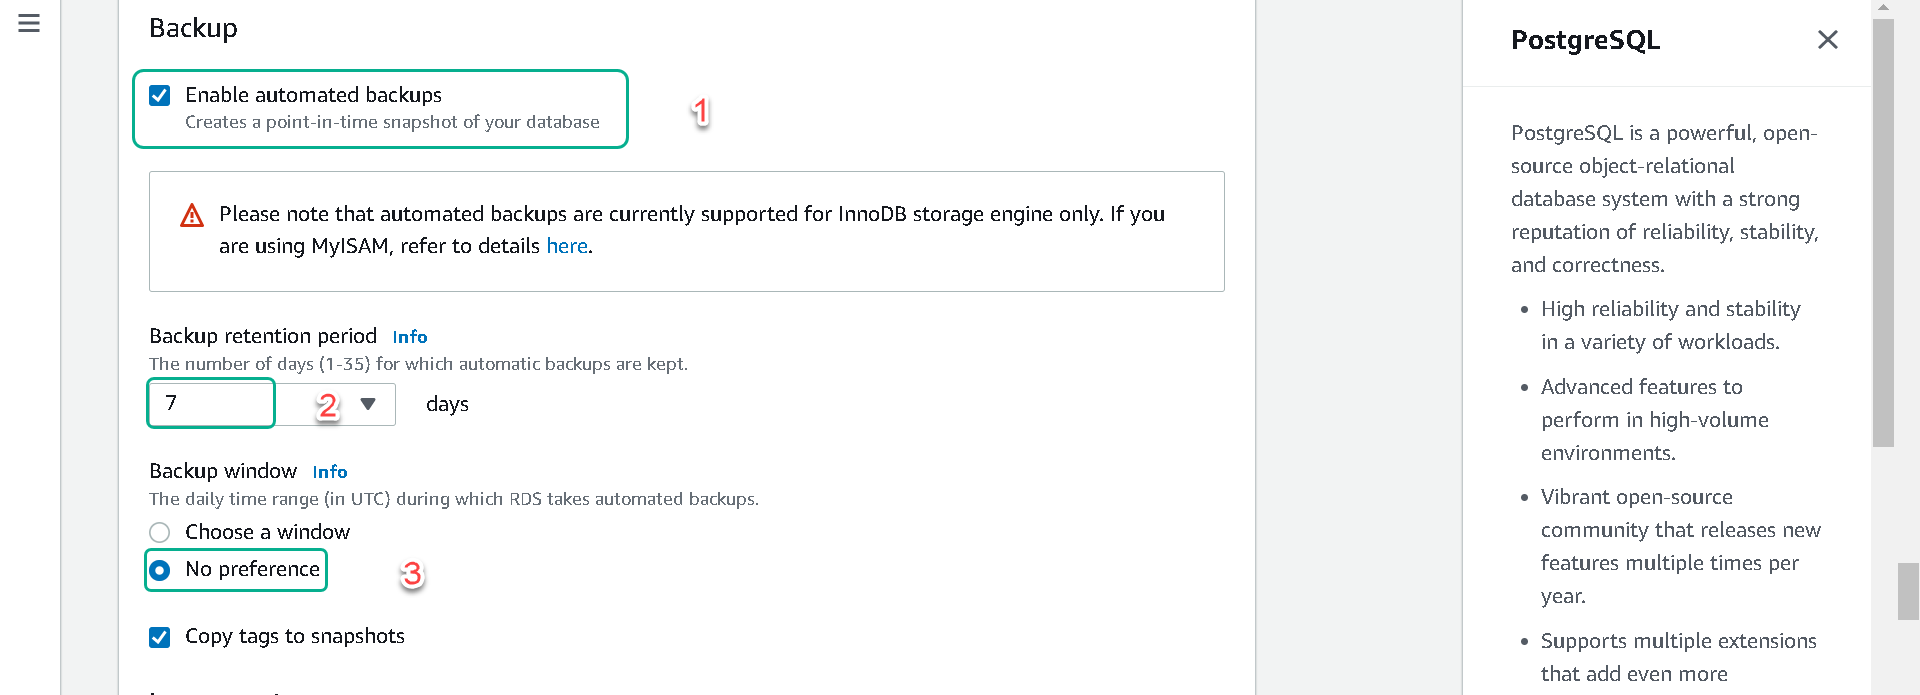 Backup
Enable automated backups
Creates a point-in-time snapshot of your database
1
Please note that automated backups are currently supported for InnoDB storage engine only. If you
are using MyISAM, refer to details here.
Backup retention period Info
The number of days (1-35) for which automatic backups are kept.
7
2
days
Backup window Info
The daily time range (in UTC) during which RDS takes automated backups.
Choose a window
No preference
3
Copy tags to snapshots
PostgreSQL
PostgreSQL is a powerful, open-
source object-relational
database system with a strong
reputation of reliability, stability,
and correctness.
• High reliability and stability
in a variety of workloads.
• Advanced features to
perform in high-volume
environments.
• Vibrant open-source
community that releases new
features multiple times per
year.
• Supports multiple extensions
that add even more